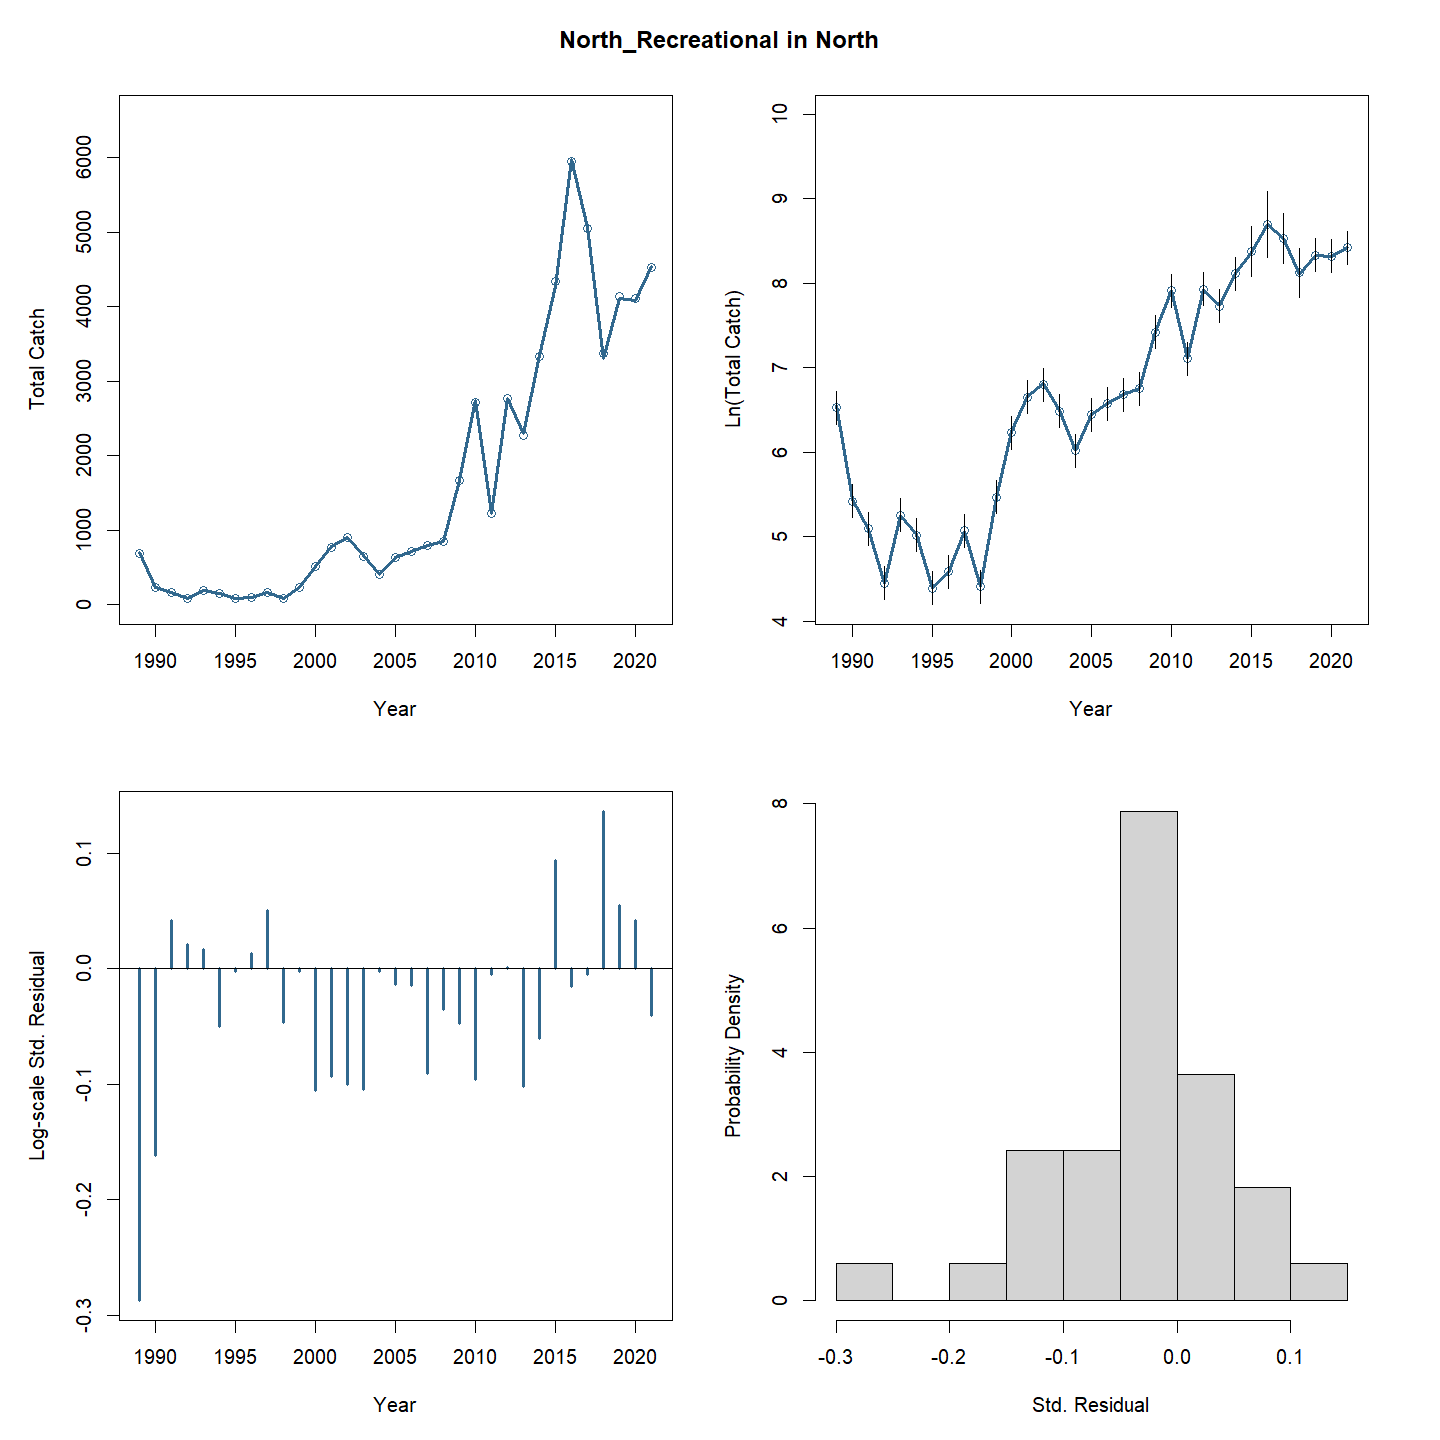 North_Recreational in North
Total Catch
6000
5000
4000
3000
2000
1000
0
1990 1995 2000 2005 2010 2015 2020
Year
Ln(Total Catch)
10
9
8
7
6
5
4
1990 1995 2000 2005 2010 2015 2020
Year
Log-scale Std. Residual
0.1
0.0
-0.1
-0.2
-0.3
1990 1995 2000 2005 2010 2015 2020
Year
Probability Density
8
6
4
2
0
-0.3 -0.2 -0.1 0.0 0.1
Std. Residual